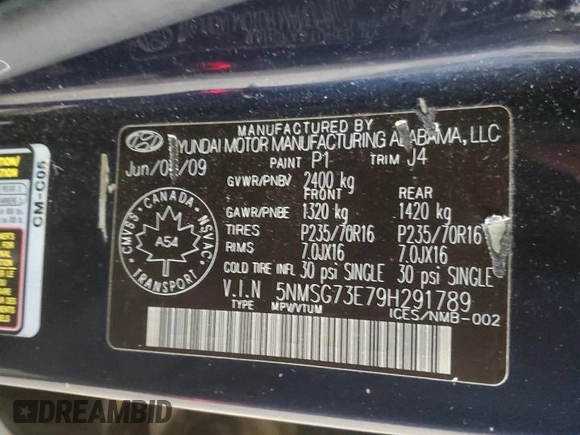 MANUFACTURED BY
HYUNDAI MOTOR MANUFACTURING ALABAMA, LLC
Jun/ /09 PAINT P1 TRIM J4
GVWR/PNBV 2400 kg
FRONT REAR
GAWR/PNBE 1320 kg 1420 kg
TIRES P235/70R16 P235/70R16
RIMS 7.0JX16 7.0JX16
COLD TIRE INFL 30 psi SINGLE 30 psi SINGLE
V.I.N 5NMSG73E79H291789
TYPE MPV/VTUM ICES/NMB-002
CMVSS · CANADA · NSVAC
A54
TRANSPORT
CM-C05
DREAMBID